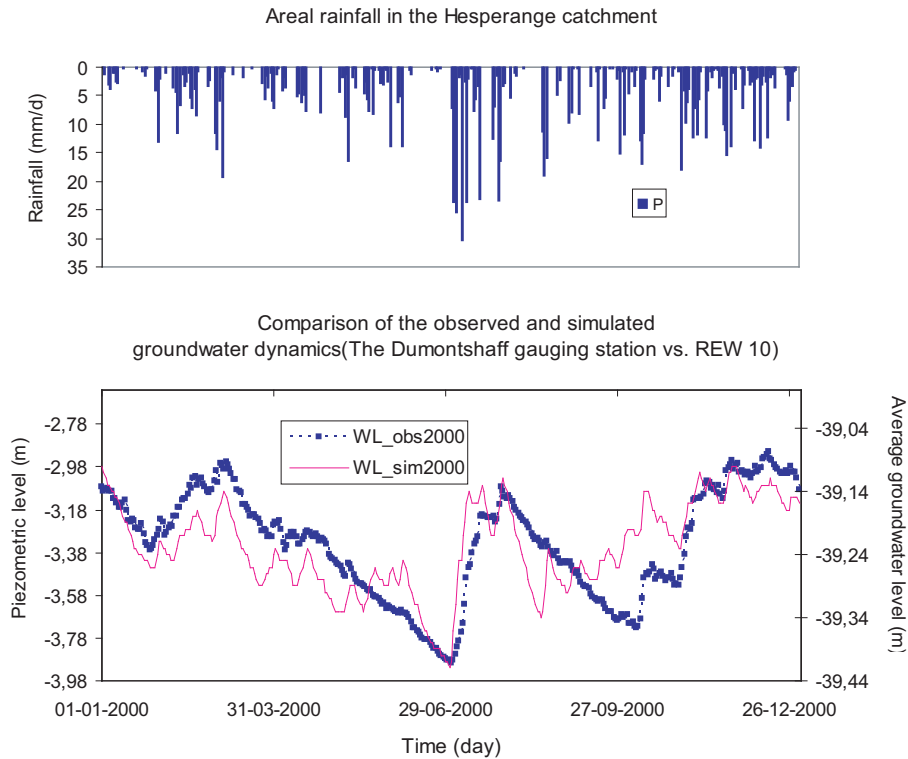 Areal rainfall in the Hesperange catchment
Rainfall (mm/d)
0
5
10
15
20
25
30
35
P
Comparison of the observed and simulated
groundwater dynamics(The Dumontshaff gauging station vs. REW 10)
Piezometric level (m)
-2,78
-2,98
-3,18
-3,38
-3,58
-3,78
-3,98
WL_obs2000
WL_sim2000
-39,04
-39,14
-39,24
-39,34
-39,44
Average groundwater level (m)
01-01-2000
31-03-2000
29-06-2000
27-09-2000
26-12-2000
Time (day)